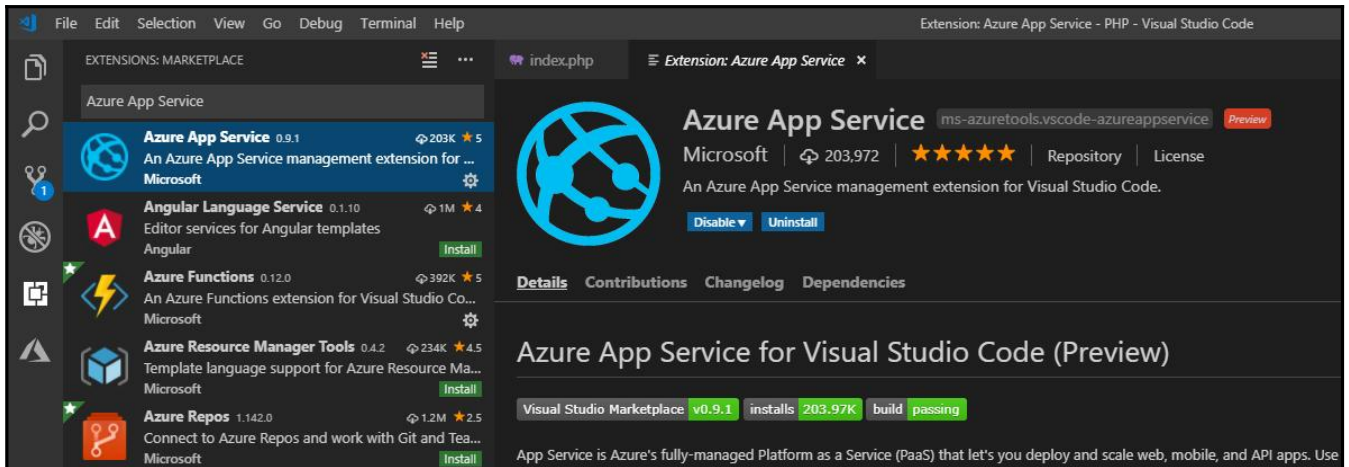 File Edit Selection View Go Debug Terminal Help
Extension: Azure App Service - PHP - Visual Studio Code
EXTENSIONS: MARKETPLACE
Azure App Service
Azure App Service 0.9.1 203K 5
An Azure App Service management extension for ...
Microsoft
Angular Language Service 0.1.10 1M 4
Editor services for Angular templates
Angular Install
Azure Functions 0.12.0 392K 5
An Azure Functions extension for Visual Studio Co...
Microsoft
Azure Resource Manager Tools 0.4.2 234K 4.5
Template language support for Azure Resource Ma...
Microsoft Install
Azure Repos 1.142.0 1.2M 2.5
Connect to Azure Repos and work with Git and Tea...
Microsoft Install
1
index.php Extension: Azure App Service ×
Azure App Service ms-azuretools.vscode-azureappservice Preview
Microsoft | 203,972 | ★★★★★ | Repository | License
An Azure App Service management extension for Visual Studio Code.
Disable Uninstall
Details Contributions Changelog Dependencies
Azure App Service for Visual Studio Code (Preview)
Visual Studio Marketplace v0.9.1 installs 203.97K build passing
App Service is Azure's fully-managed Platform as a Service (PaaS) that let's you deploy and scale web, mobile, and API apps. Use